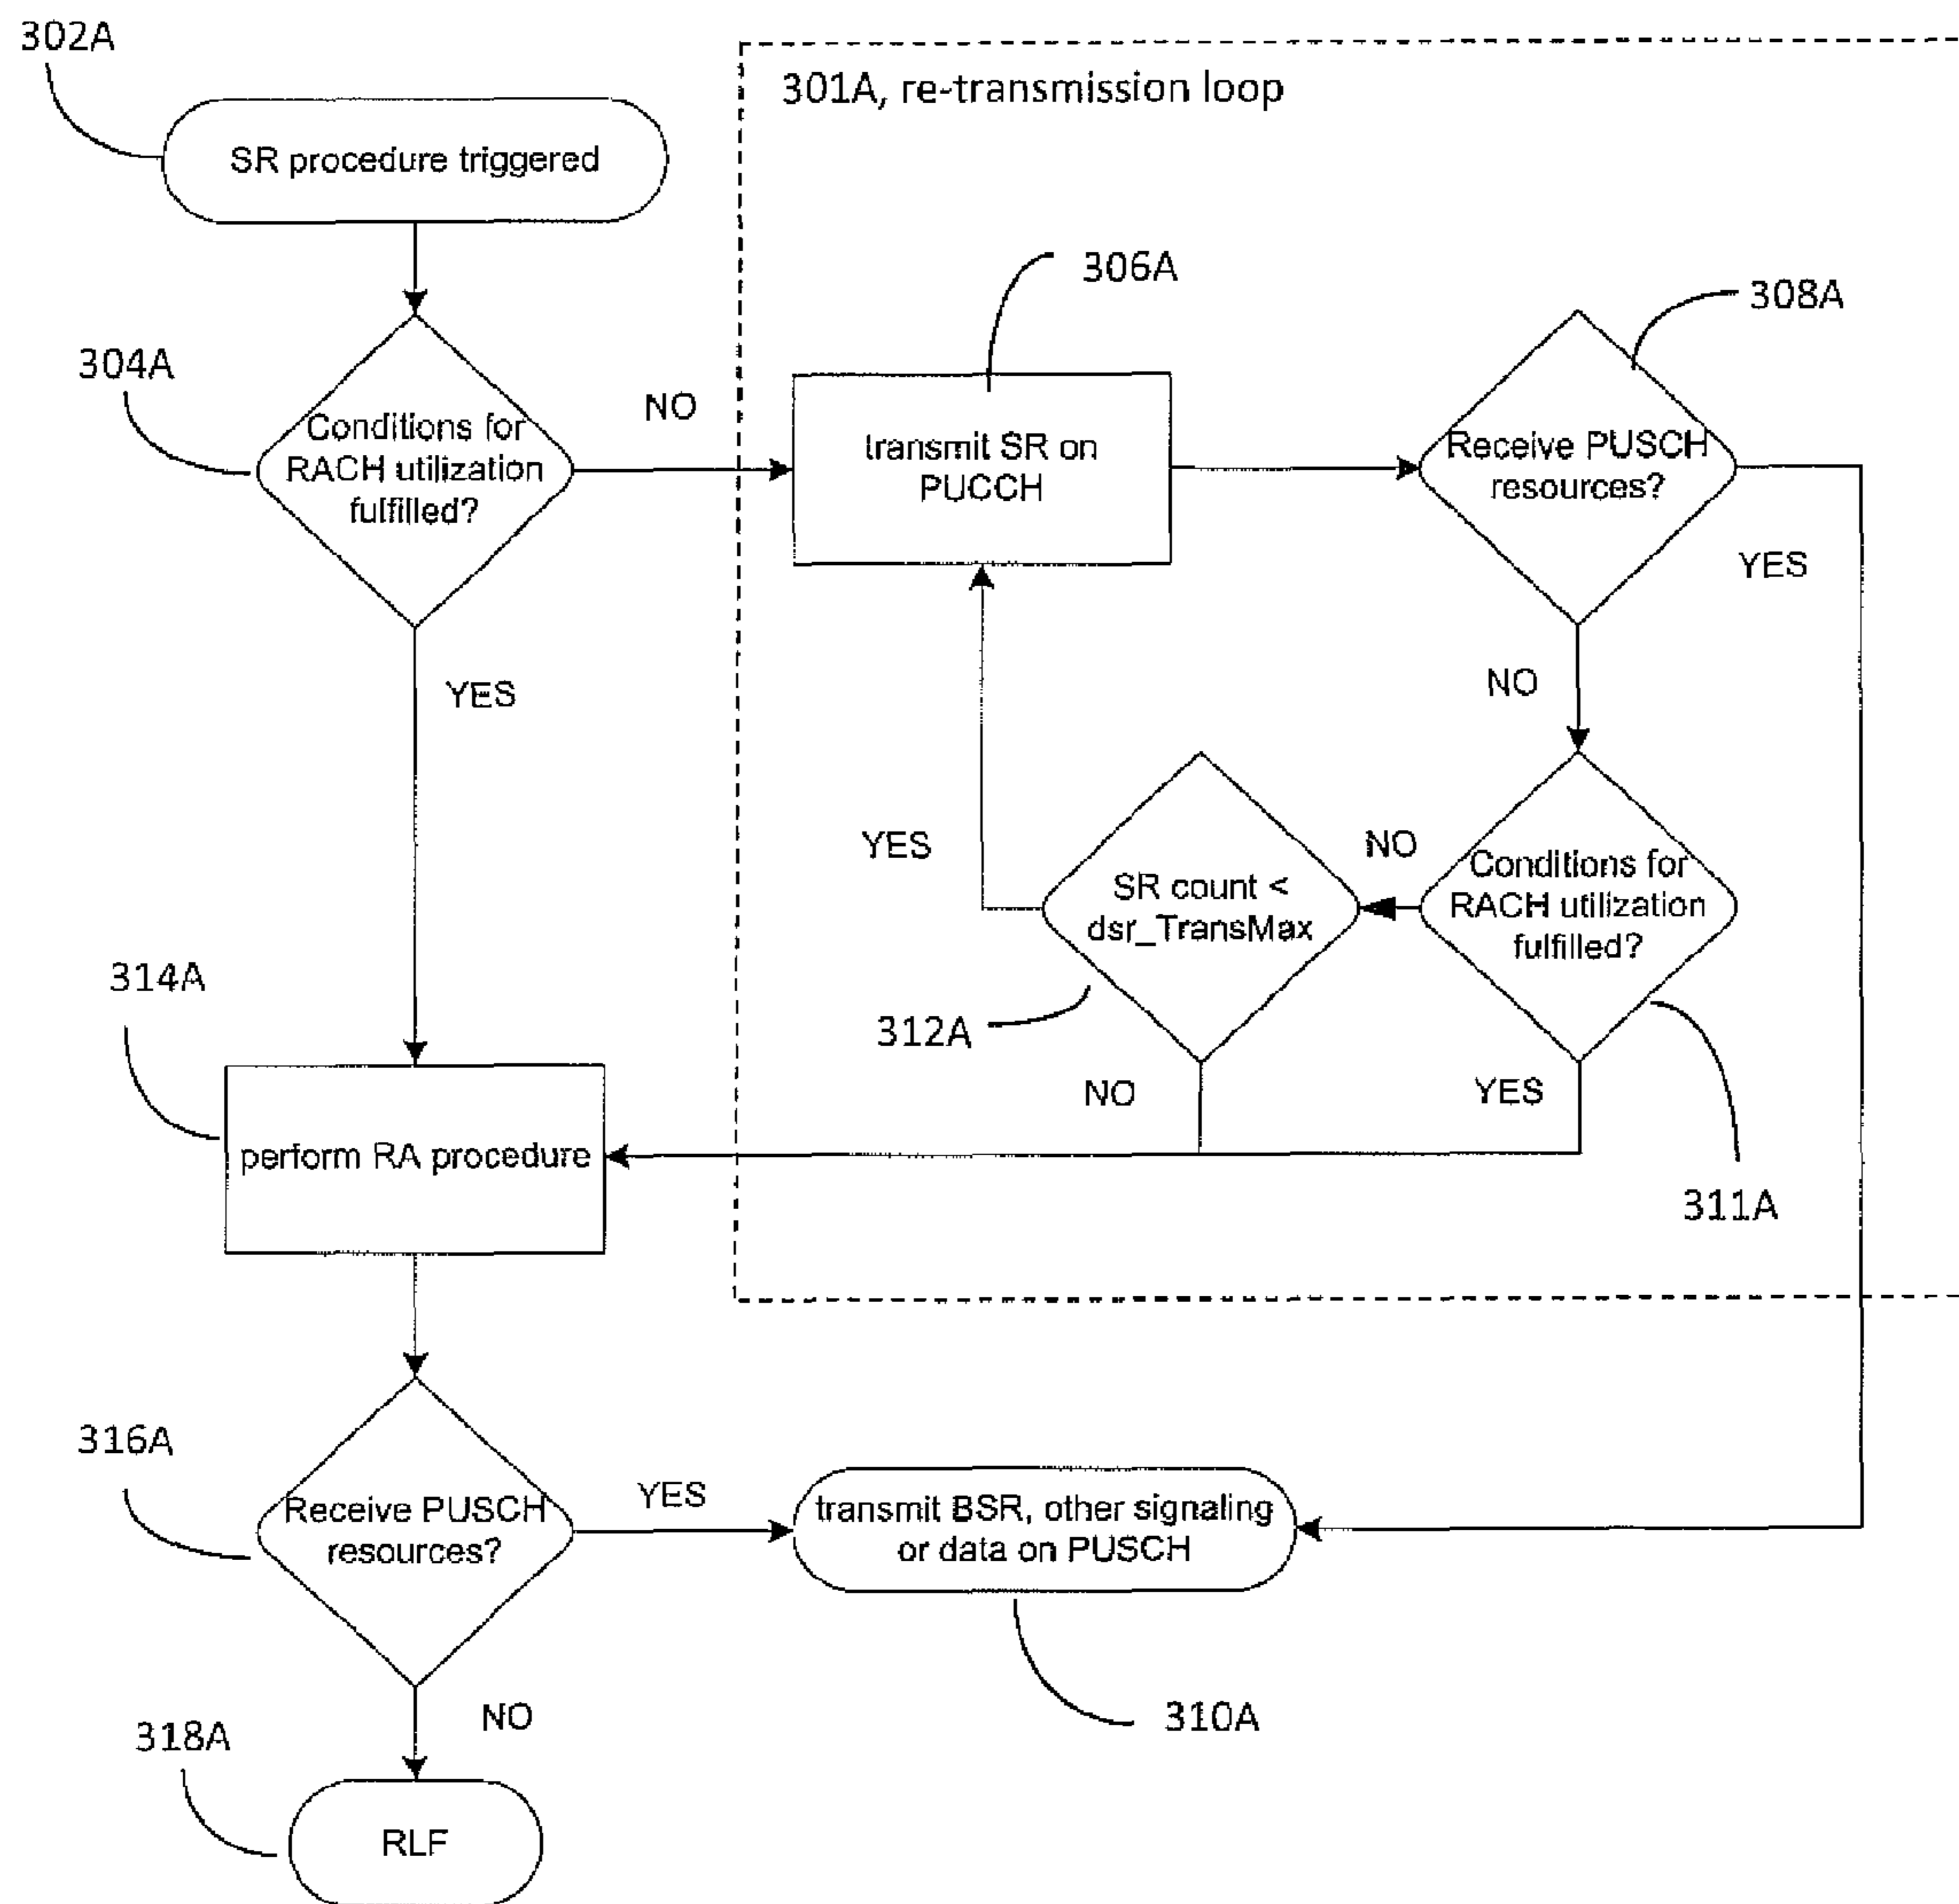 302A
301A, re-transmission loop
SR procedure triggered
306A
308A
304A
Conditions for
RACH utilization
fulfilled?
NO
transmit SR on
PUCCH
Receive PUSCH
resources?
YES
YES
NO
YES
SR count <
dsr_TransMax
NO
Conditions for
RACH utilization
fulfilled?
314A
312A
NO
YES
perform RA procedure
311A
316A
Receive PUSCH
resources?
YES
transmit BSR, other signaling
or data on PUSCH
NO
310A
318A
RLF